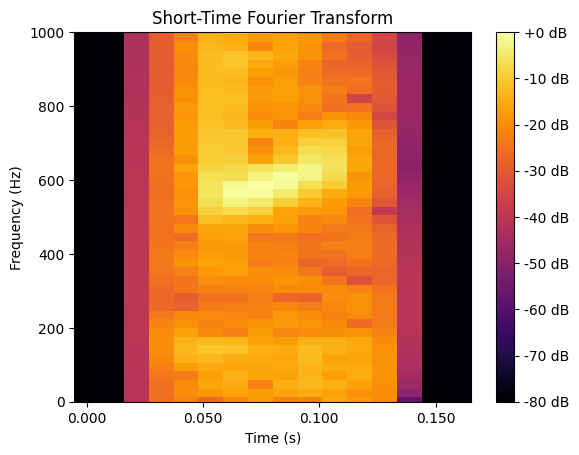 Short-Time Fourier Transform
1000
800
600
400
200
0
Frequency (Hz)
0.000
0.050
0.100
0.150
Time (s)
+0 dB
-10 dB
-20 dB
-30 dB
-40 dB
-50 dB
-60 dB
-70 dB
-80 dB